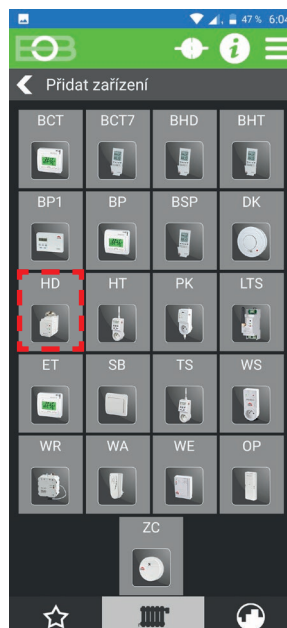 47% 6:04
EOB
Přidat zařízení
BCT BCT7 BHD BHT
BP1 BP BSP DK
HD HT PK LTS
ET SB TS WS
WR WA WE OP
ZC